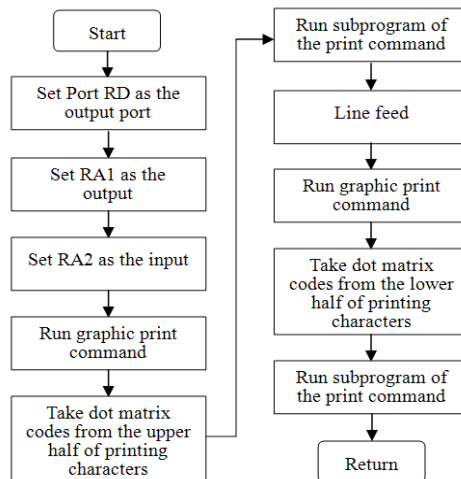 Start
Set Port RD as the
output port
Set RA1 as the
output
Set RA2 as the input
Run graphic print
command
Take dot matrix
codes from the upper
half of printing
characters
Run subprogram of
the print command
Line feed
Run graphic print
command
Take dot matrix
codes from the lower
half of printing
characters
Run subprogram of
the print command
Return